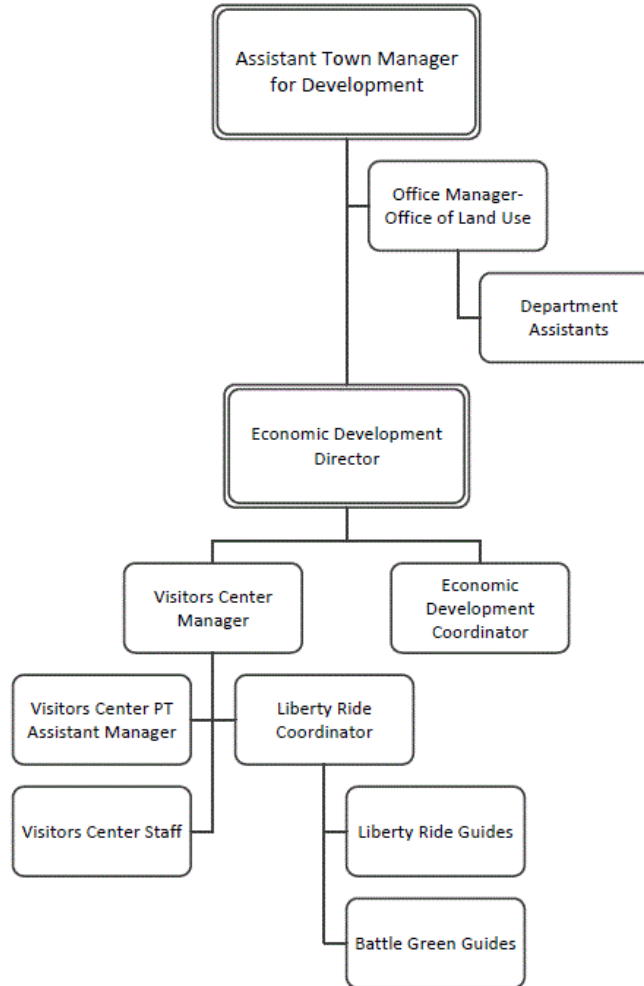 Assistant Town Manager
for Development
Office Manager-
Office of Land Use
Department
Assistants
Economic Development
Director
Visitors Center
Manager
Economic
Development
Coordinator
Visitors Center PT
Assistant Manager
Liberty Ride
Coordinator
Visitors Center Staff
Liberty Ride Guides
Battle Green Guides